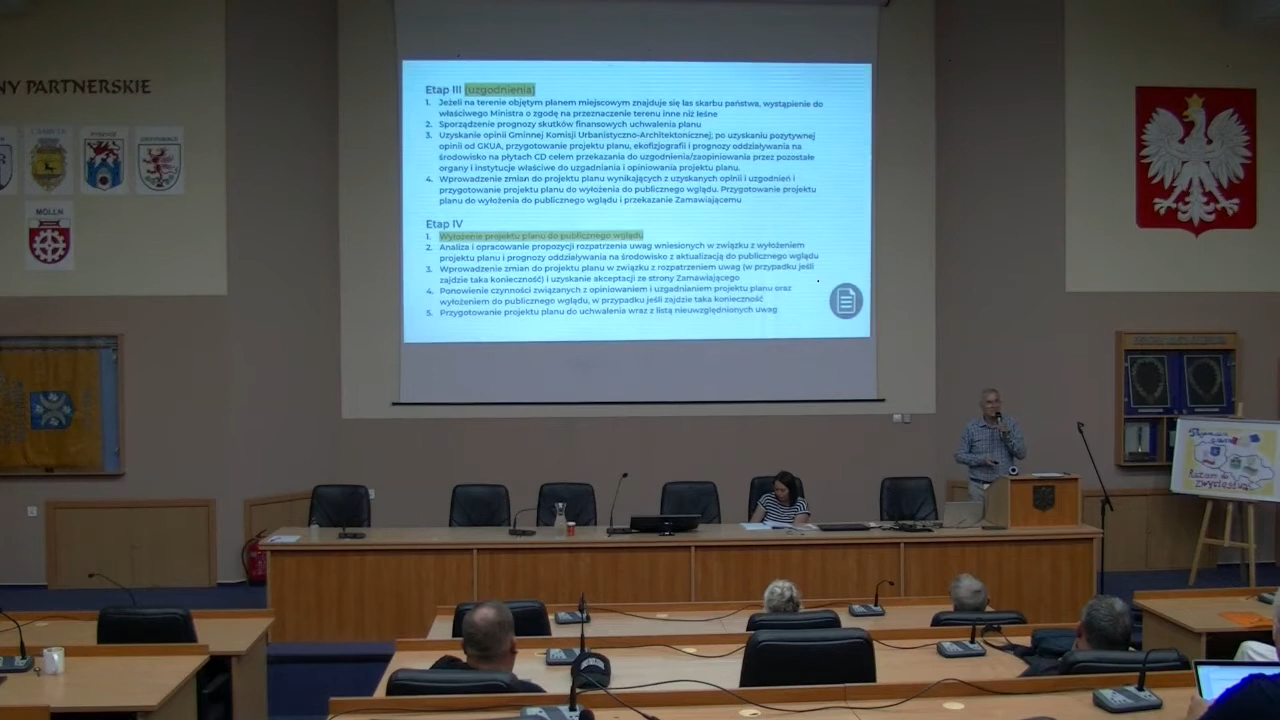 NY PARTNERSKIE
MÖLLN
Etap III (uzgodnienia)
1. Jeżeli na terenie objętym planem miejscowym znajduje się las skarbu państwa, wystąpienie do
właściwego Ministra o zgodę na przeznaczenie terenu inne niż leśne
2. Sporządzenie prognozy skutków finansowych uchwalenia planu
3. Uzyskanie opinii Gminnej Komisji Urbanistyczno-Architektonicznej; po uzyskaniu pozytywnej
opinii od GKUA, przygotowanie projektu planu, ekofizjografii i prognozy oddziaływania na
środowisko na płytach CD celem przekazania do uzgodnienia/zaopiniowania przez pozostałe
organy i instytucje właściwe do uzgadniania i opiniowania projektu planu.
4. Wprowadzenie zmian do projektu planu wynikających z uzyskanych opinii i uzgodnień i
przygotowanie projektu planu do wyłożenia do publicznego wglądu. Przygotowanie projektu
planu do wyłożenia do publicznego wglądu i przekazanie Zamawiającemu
Etap IV
1. Wyłożenie projektu planu do publicznego wglądu
2. Analiza i opracowanie propozycji rozpatrzenia uwag wniesionych w związku z wyłożeniem
projektu planu i prognozy oddziaływania na środowisko z aktualizacją do publicznego wglądu
3. Wprowadzenie zmian do projektu planu w związku z rozpatrzeniem uwag (w przypadku jeśli
zajdzie taka konieczność) i uzyskanie akceptacji ze strony Zamawiającego
4. Ponowienie czynności związanych z opiniowaniem i uzgadnianiem projektu planu oraz
wyłożeniem do publicznego wglądu, w przypadku jeśli zajdzie taka konieczność
5. Przygotowanie projektu planu do uchwalenia wraz z listą nieuwzględnionych uwag
Razem do
zwycięstwa